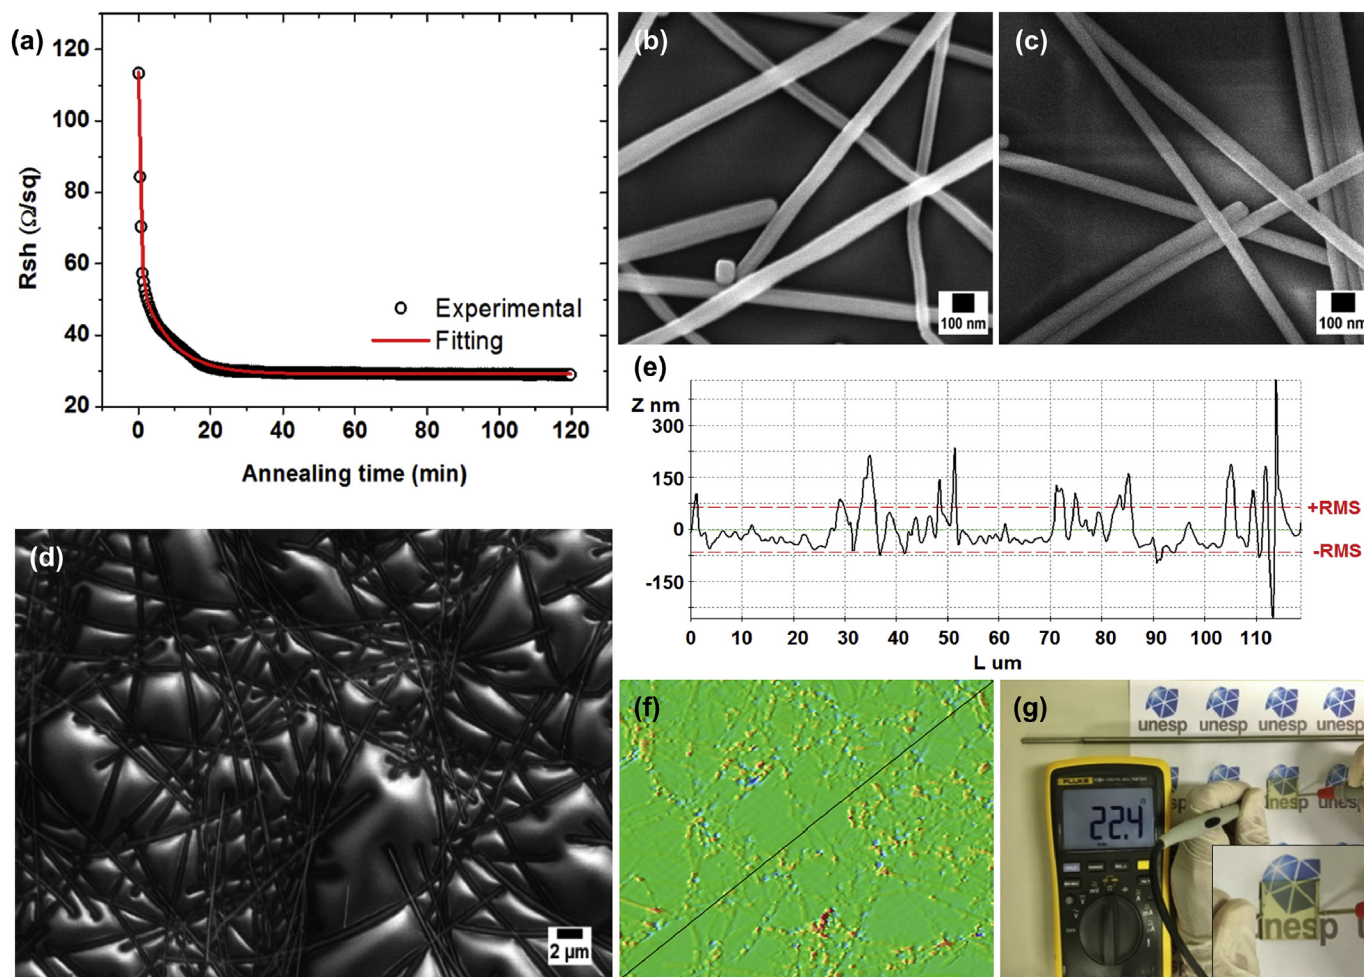 (a)
120
100
80
60
40
20
Rsh (Ω/sq)
Experimental
Fitting
0 20 40 60 80 100 120
Annealing time (min)
(b)
100 nm
(c)
100 nm
(d)
2 µm
(e)
Z nm
300
150
0
-150
+RMS
-RMS
0 10 20 30 40 50 60 70 80 90 100 110
L um
(f)
(g)
unesp unesp unesp unesp
FLUKE
22.4
unesp unesp
unesp